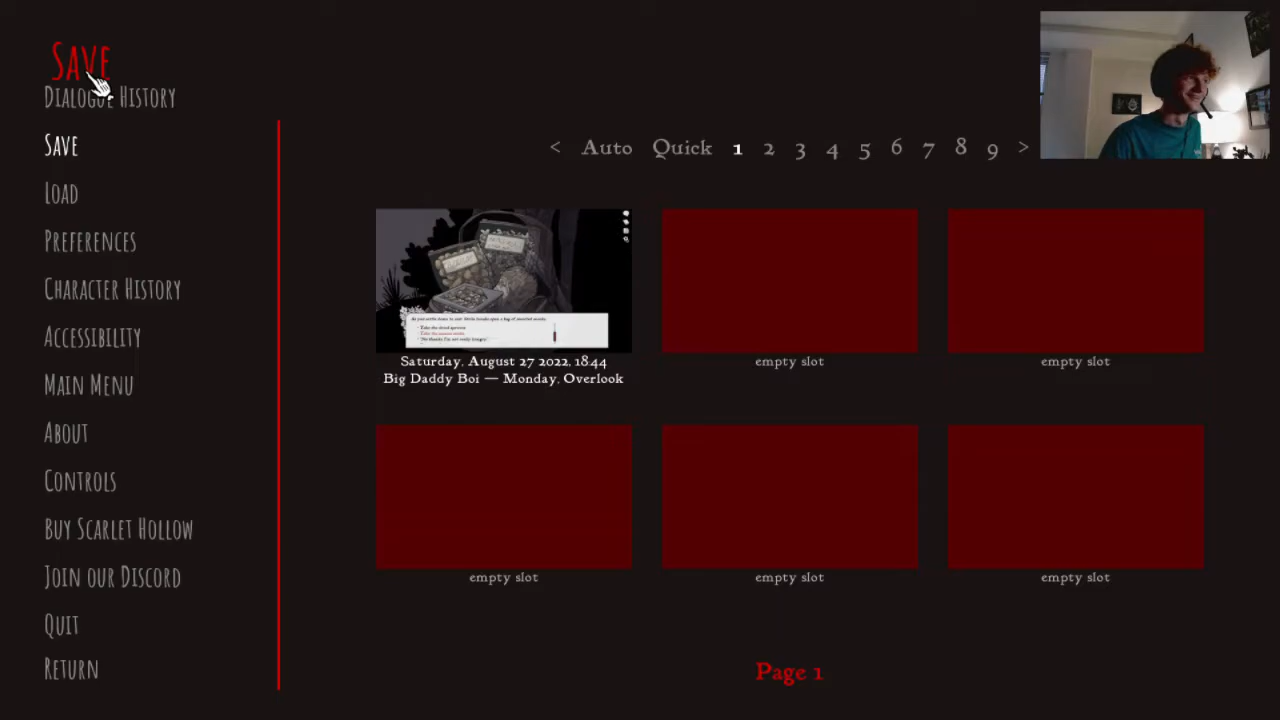 Save
Dialogue History
Save
Load
Preferences
Character History
Accessibility
Main Menu
About
Controls
Buy Scarlet Hollow
Join our Discord
Quit
Return
< Auto Quick 1 2 3 4 5 6 7 8 9 >
Saturday, August 27 2022, 18:44
Big Daddy Boi — Monday, Overlook
empty slot
empty slot
empty slot
empty slot
empty slot
Page 1